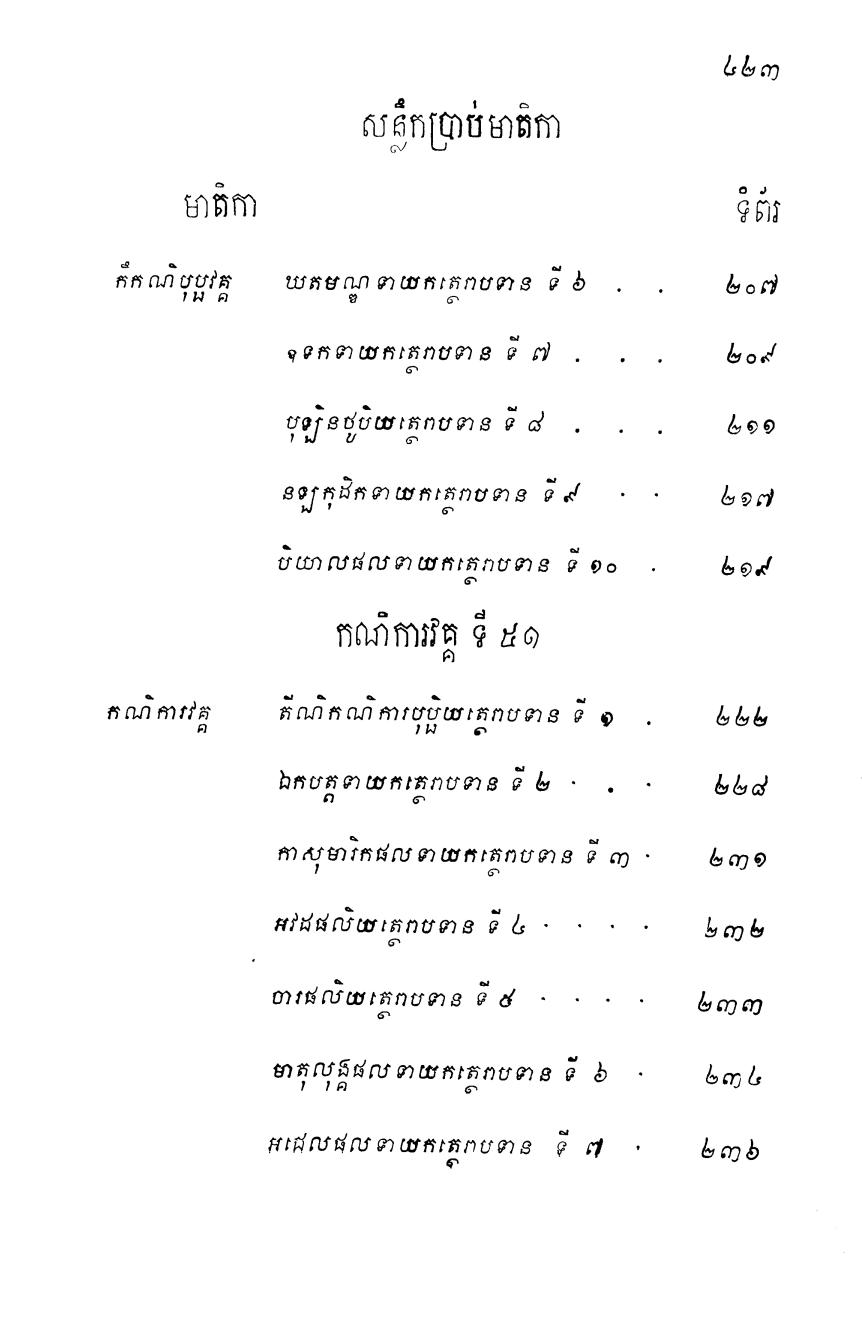 ៤២៣
សន្លឹកប្រាប់មាតិកា
មាតិកា ទំព័រ
កឹកណិបុប្ផវគ្គ ឃតមណ្ឌទាយកត្ថេរាបទាន ទី ៦ . . ២០៧
ឧទកទាយកត្ថេរាបទាន ទី ៧ . . . ២០៩
បុឡិនថូបិយត្ថេរាបទាន ទី ៨ . . . ២១១
នឡកុដិកទាយកត្ថេរាបទាន ទី ៩ . . ២១៧
បិយាលផលទាយកត្ថេរាបទាន ទី ១០ . ២១៩
កណិការវគ្គ ទី ៥១
កណិការវគ្គ តីណិកណិការបុប្ផិយត្ថេរាបទាន ទី ១ . ២២២
ឯកបត្តទាយកត្ថេរាបទាន ទី ២ . . . ២២៨
កាសុមារិកផលទាយកត្ថេរាបទាន ទី ៣ . ២៣១
អវដផលិយត្ថេរាបទាន ទី ៤ . . . . ២៣២
ចារផលិយត្ថេរាបទាន ទី ៥ . . . . ២៣៣
មាតុលុង្គផលទាយកត្ថេរាបទាន ទី ៦ . ២៣៤
អជេលផលទាយកត្ថេរាបទាន ទី ៧ . ២៣៦